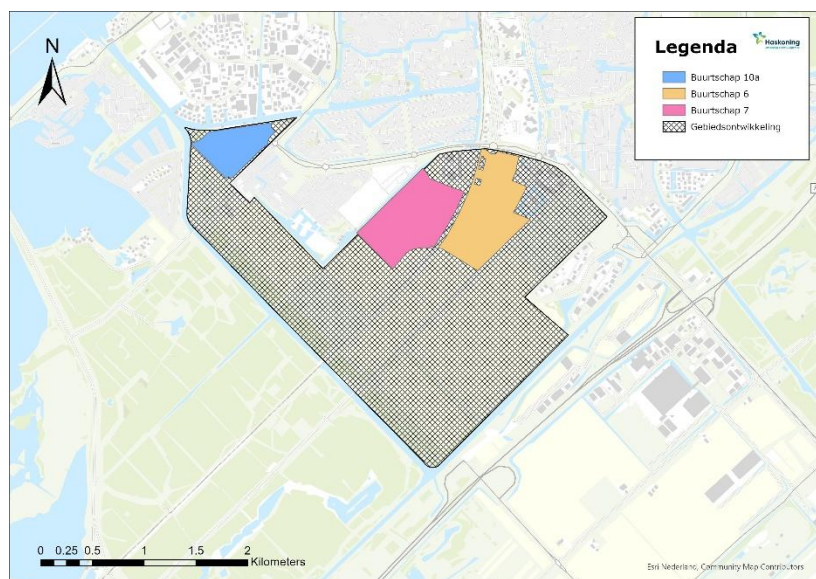 N
Legenda
Haskoning
Buurtschap 10a
Buurtschap 6
Buurtschap 7
Gebiedsontwikkeling
0 0.25 0.5 1 1.5 2
Kilometers
Esri Nederland, Community Map Contributors